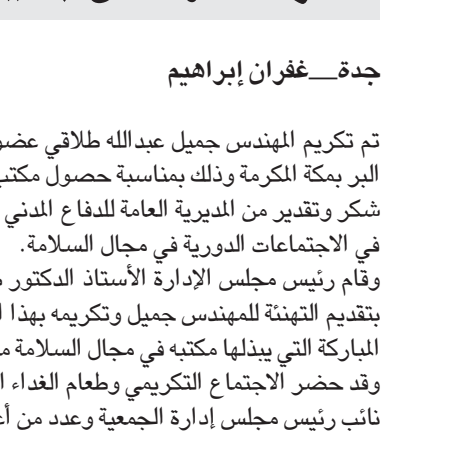 جدة__غفران إبراهيم
تم تكريم المهندس جميل عبدالله طلاقي عضو
البر بمكة المكرمة وذلك بمناسبة حصول مكتب
شكر وتقدير من المديرية العامة للدفاع المدني
في الاجتماعات الدورية في مجال السلامة.
وقام رئيس مجلس الإدارة الأستاذ الدكتور
بتقديم التهنئة للمهندس جميل وتكريمه بهذا
المباركة التي يبذلها مكتبه في مجال السلامة
وقد حضر الاجتماع التكريمي وطعام الغداء
نائب رئيس مجلس إدارة الجمعية وعدد من